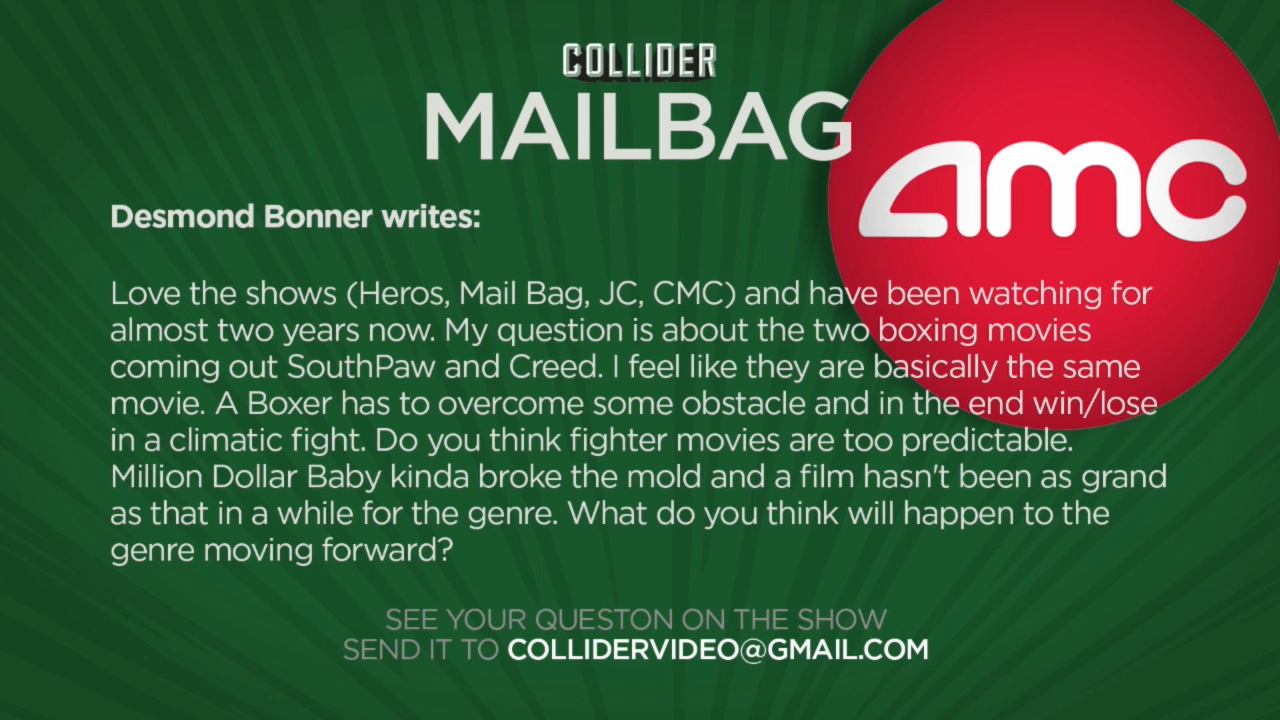 COLLIDER
MAILBAG
amc
Desmond Bonner writes:
Love the shows (Heros, Mail Bag, JC, CMC) and have been watching for
almost two years now. My question is about the two boxing movies
coming out SouthPaw and Creed. I feel like they are basically the same
movie. A Boxer has to overcome some obstacle and in the end win/lose
in a climatic fight. Do you think fighter movies are too predictable.
Million Dollar Baby kinda broke the mold and a film hasn't been as grand
as that in a while for the genre. What do you think will happen to the
genre moving forward?
SEE YOUR QUESTON ON THE SHOW
SEND IT TO COLLIDERVIDEO@GMAIL.COM